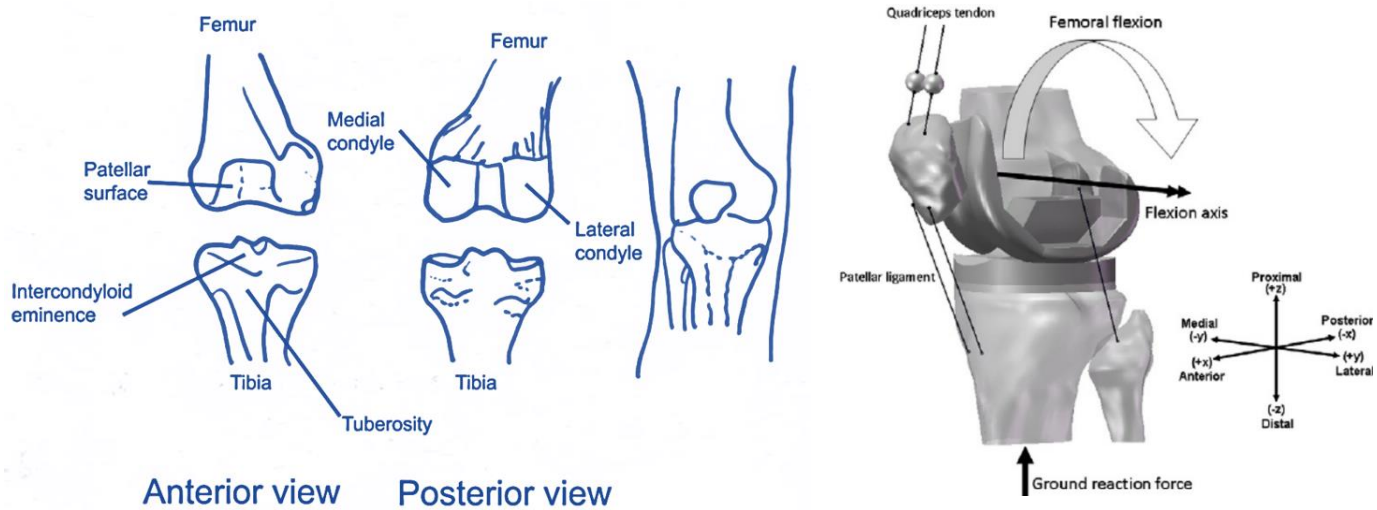 Femur
Patellar
surface
Intercondyloid
eminence
Tibia
Tuberosity
Anterior view
Femur
Medial
condyle
Lateral
condyle
Tibia
Posterior view
Quadriceps tendon
Femoral flexion
Flexion axis
Patellar ligament
Proximal
(+z)
Medial
(-y)
Posterior
(-x)
(+x)
Anterior
(+y)
Lateral
(-z)
Distal
Ground reaction force